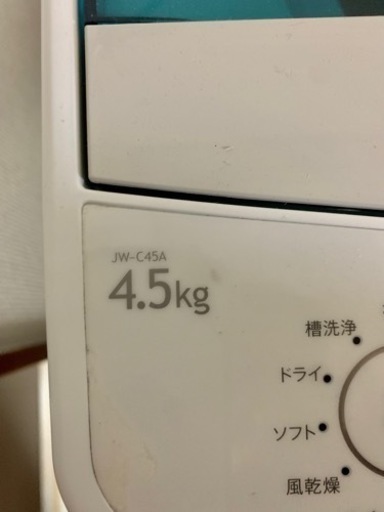 JW-C45A
4.5kg
槽洗浄
ドライ
ソフト
風乾燥